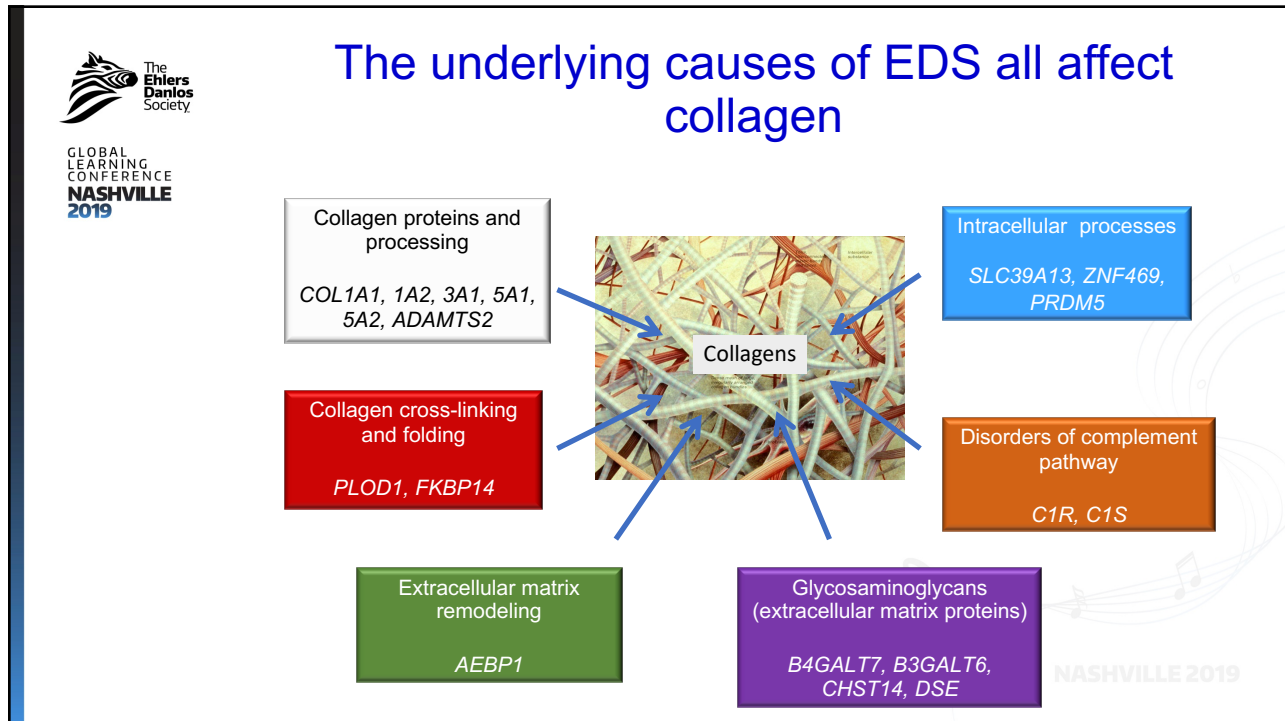 The underlying causes of EDS all affect
collagen
The
Ehlers
Danlos
Society
GLOBAL
LEARNING
CONFERENCE
NASHVILLE
2019
Collagen proteins and
processing
COL1A1, 1A2, 3A1, 5A1,
5A2, ADAMTS2
Collagen cross-linking
and folding
PLOD1, FKBP14
Extracellular matrix
remodeling
AEBP1
Collagens
Intracellular processes
SLC39A13, ZNF469,
PRDM5
Disorders of complement
pathway
C1R, C1S
Glycosaminoglycans
(extracellular matrix proteins)
B4GALT7, B3GALT6,
CHST14, DSE
NASHVILLE 2019